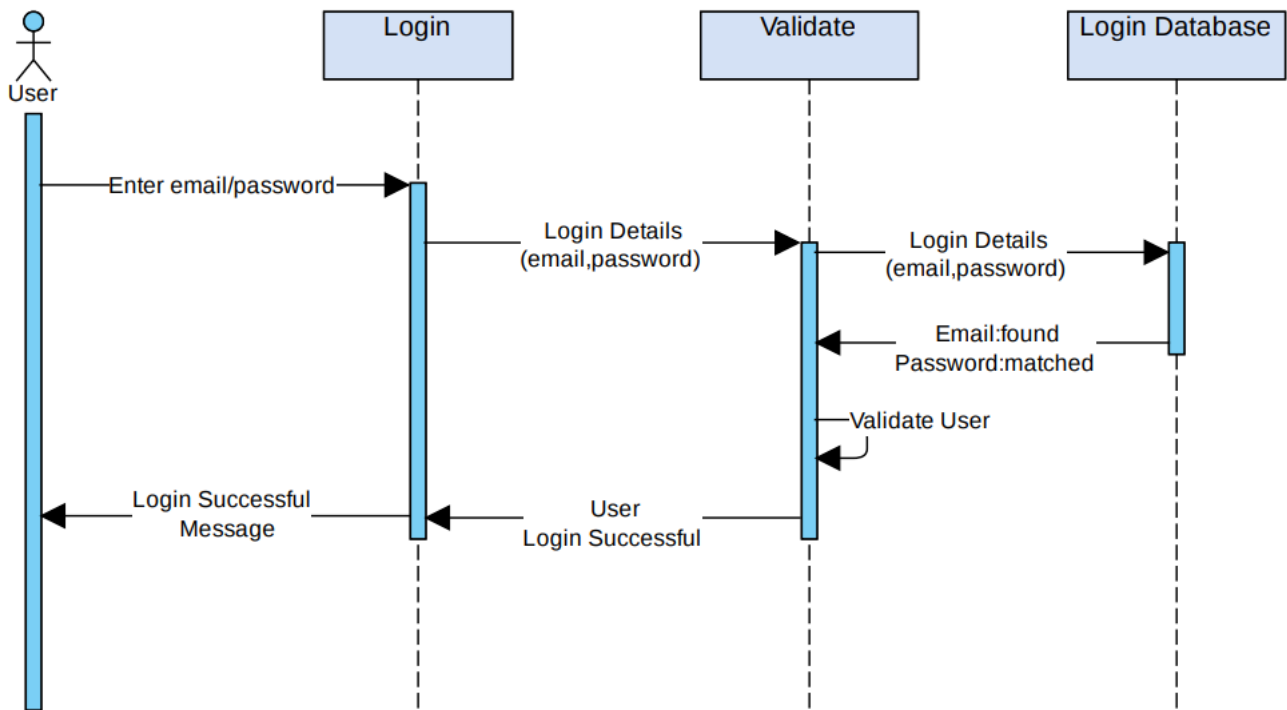 Login
Validate
Login Database
User
Enter email/password
Login Details
(email,password)
Login Details
(email,password)
Email:found
Password:matched
Validate User
Login Successful
Message
User
Login Successful